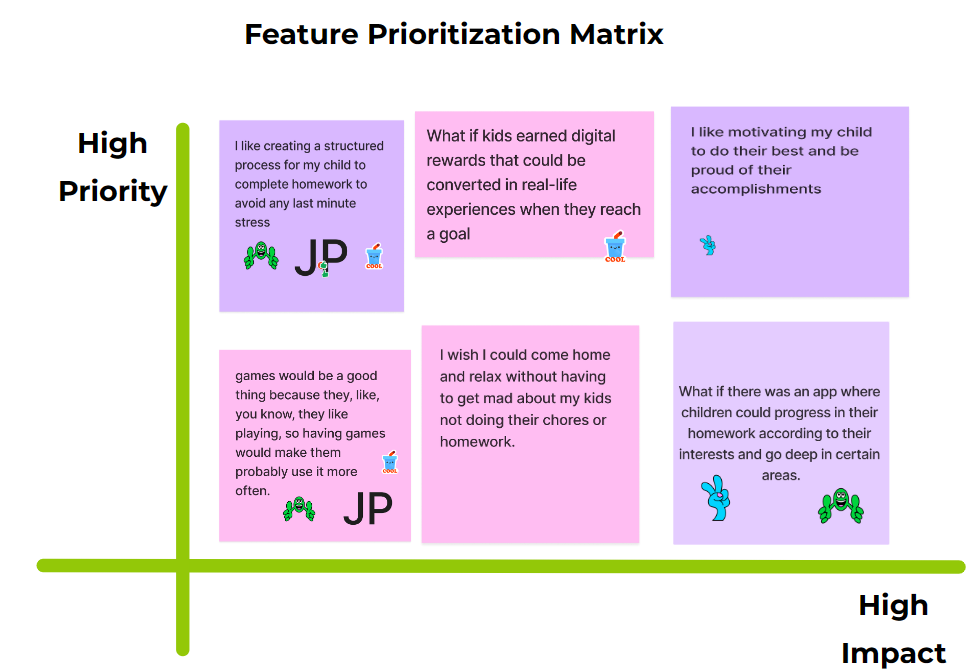 Feature Prioritization Matrix
High
Priority
I like creating a structured
process for my child to
complete homework to
avoid any last minute
stress
JP
COOL
What if kids earned digital
rewards that could be
converted in real-life
experiences when they reach
a goal
COOL
I like motivating my child
to do their best and be
proud of their
accomplishments
games would be a good
thing because they, like,
you know, they like
playing, so having games
would make them
probably use it more
often.
COOL
JP
I wish I could come home
and relax without having
to get mad about my kids
not doing their chores or
homework.
What if there was an app where
children could progress in their
homework according to their
interests and go deep in certain
areas.
High
Impact